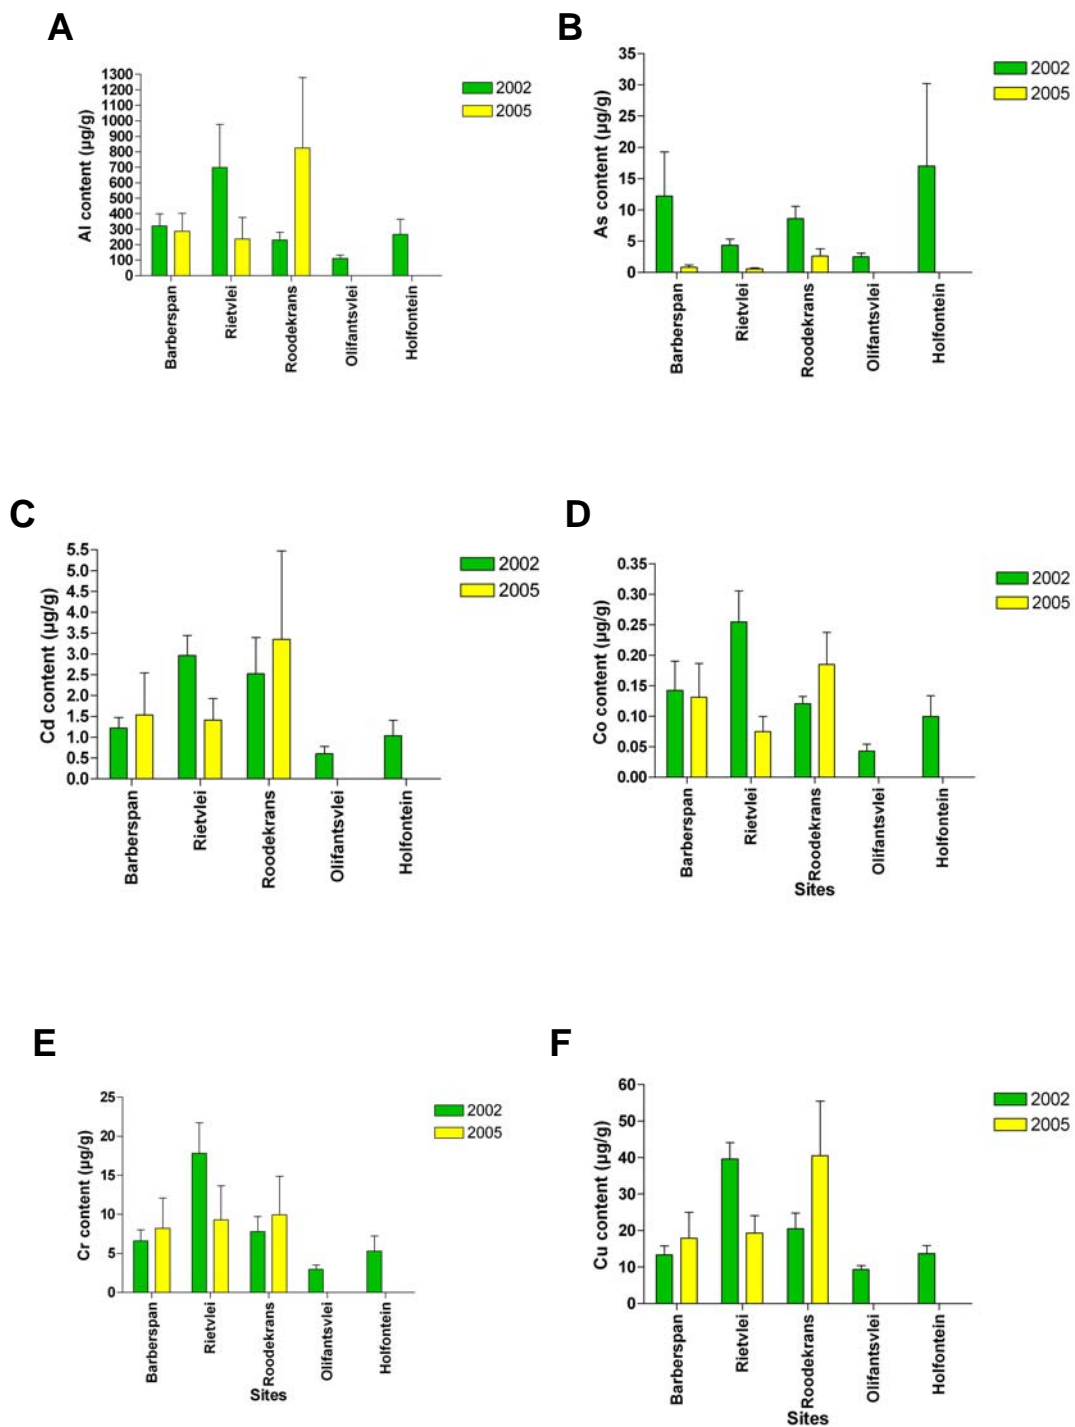 A
Al content (µg/g)
1300
1200
1100
1000
900
800
700
600
500
400
300
200
100
0
Barberspan
Rietvlei
Roodekrans
Olifantsvlei
Holfontein
2002
2005
B
As content (µg/g)
35
30
25
20
15
10
5
0
Barberspan
Rietvlei
Roodekrans
Olifantsvlei
Holfontein
2002
2005
C
Cd content (µg/g)
5.5
5.0
4.5
4.0
3.5
3.0
2.5
2.0
1.5
1.0
0.5
0.0
Barberspan
Rietvlei
Roodekrans
Olifantsvlei
Holfontein
2002
2005
D
Co content (µg/g)
0.35
0.30
0.25
0.20
0.15
0.10
0.05
0.00
Barberspan
Rietvlei
Roodekrans
Olifantsvlei
Holfontein
Sites
2002
2005
E
Cr content (µg/g)
25
20
15
10
5
0
Barberspan
Rietvlei
Roodekrans
Olifantsvlei
Holfontein
Sites
2002
2005
F
Cu content (µg/g)
60
50
40
30
20
10
0
Barberspan
Rietvlei
Roodekrans
Olifantsvlei
Holfontein
Sites
2002
2005